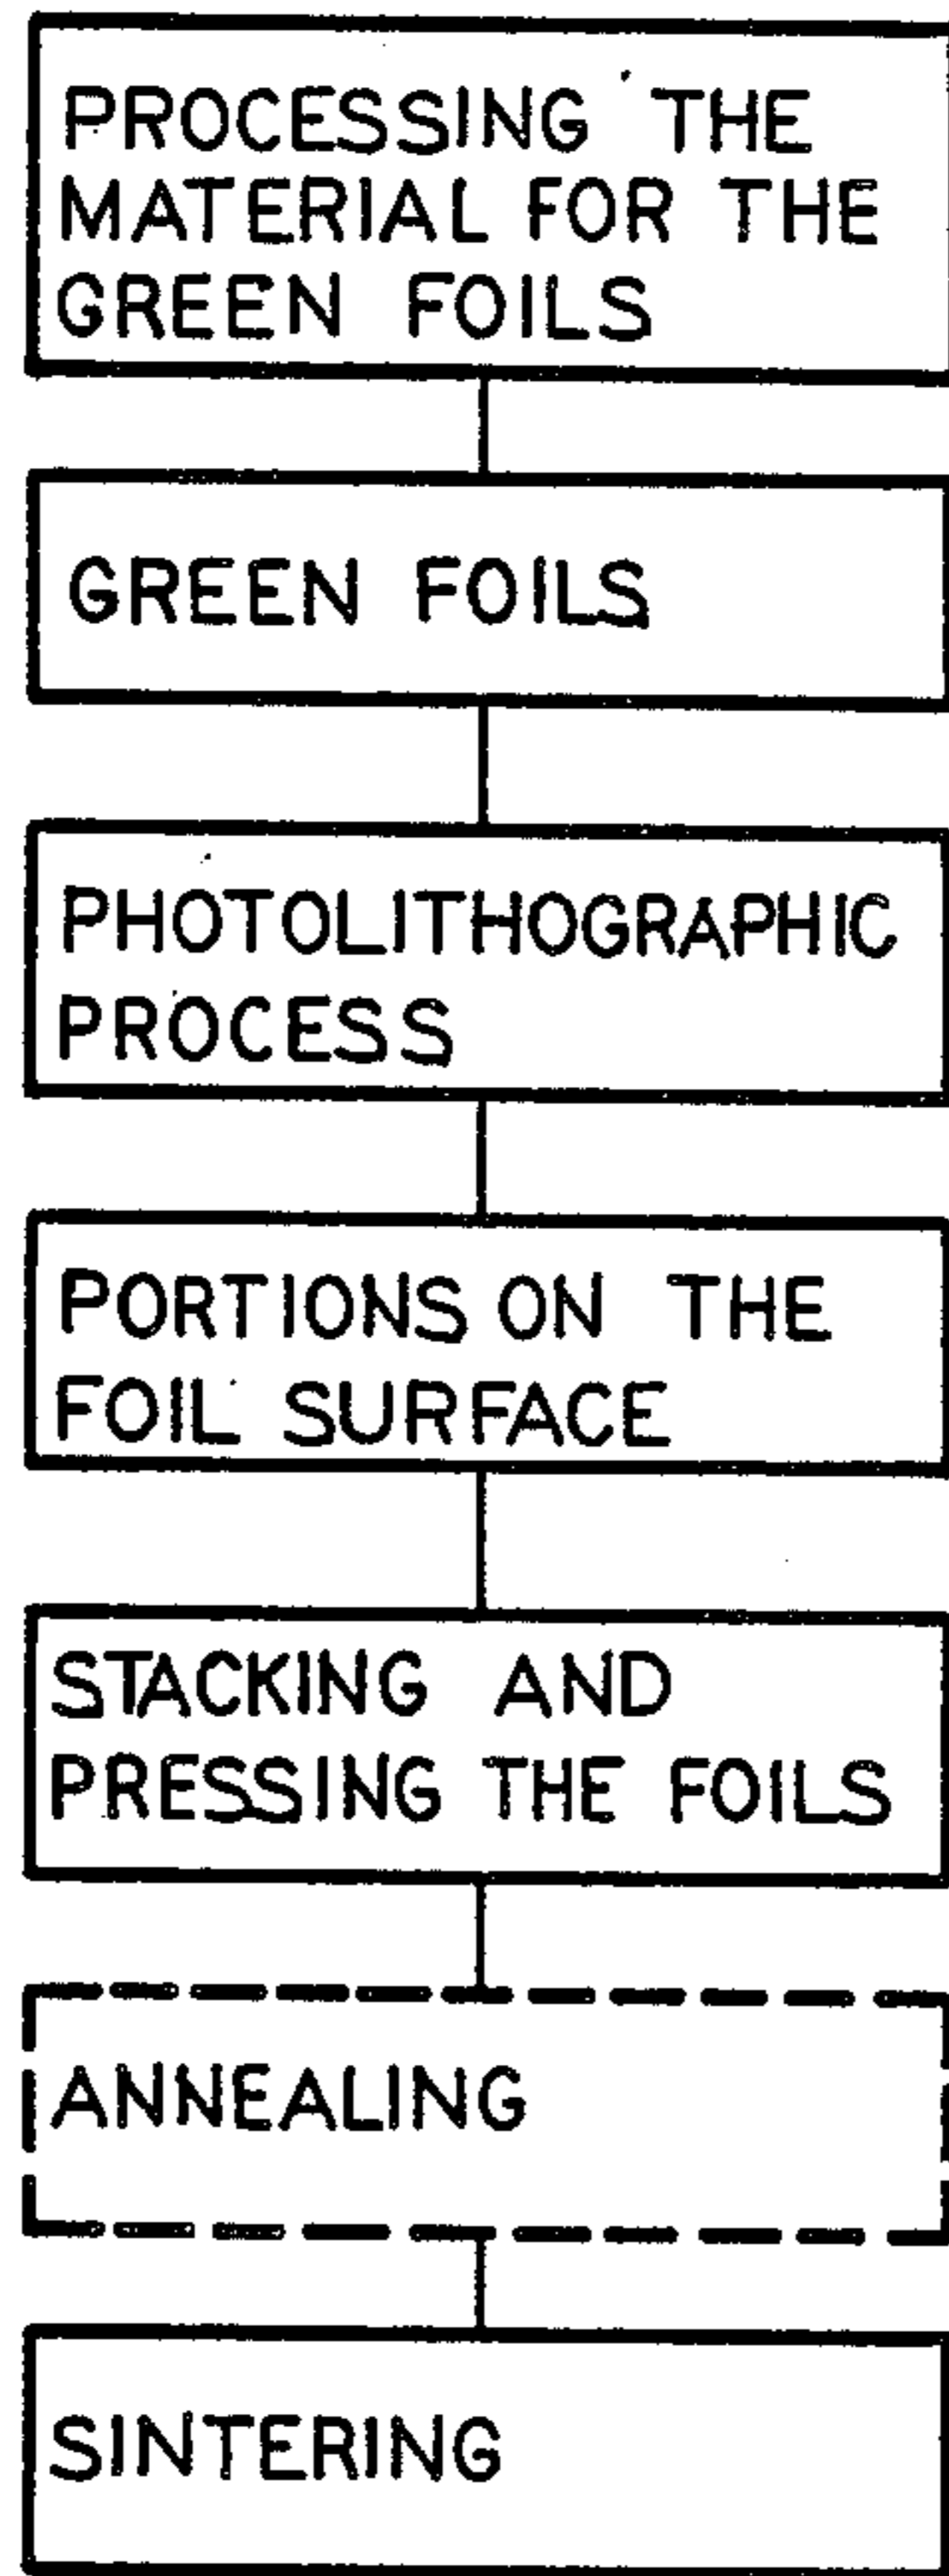 PROCESSING THE
MATERIAL FOR THE
GREEN FOILS
GREEN FOILS
PHOTOLITHOGRAPHIC
PROCESS
PORTIONS ON THE
FOIL SURFACE
STACKING AND
PRESSING THE FOILS
ANNEALING
SINTERING